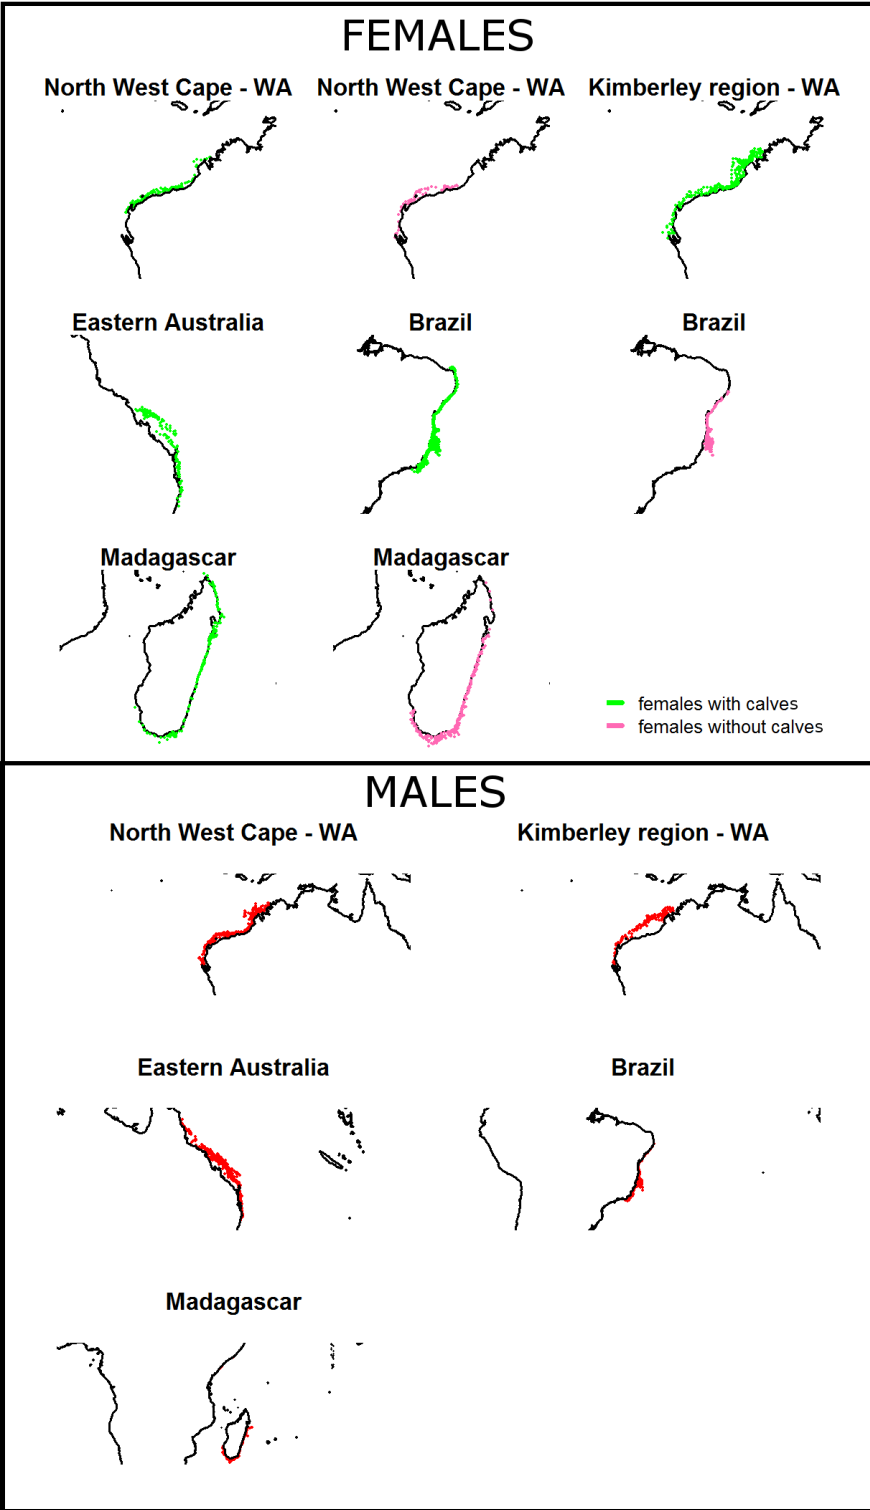 FEMALES
North West Cape - WA
North West Cape - WA
Kimberley region - WA
Eastern Australia
Brazil
Brazil
Madagascar
Madagascar
females with calves
females without calves
MALES
North West Cape - WA
Kimberley region - WA
Eastern Australia
Brazil
Madagascar